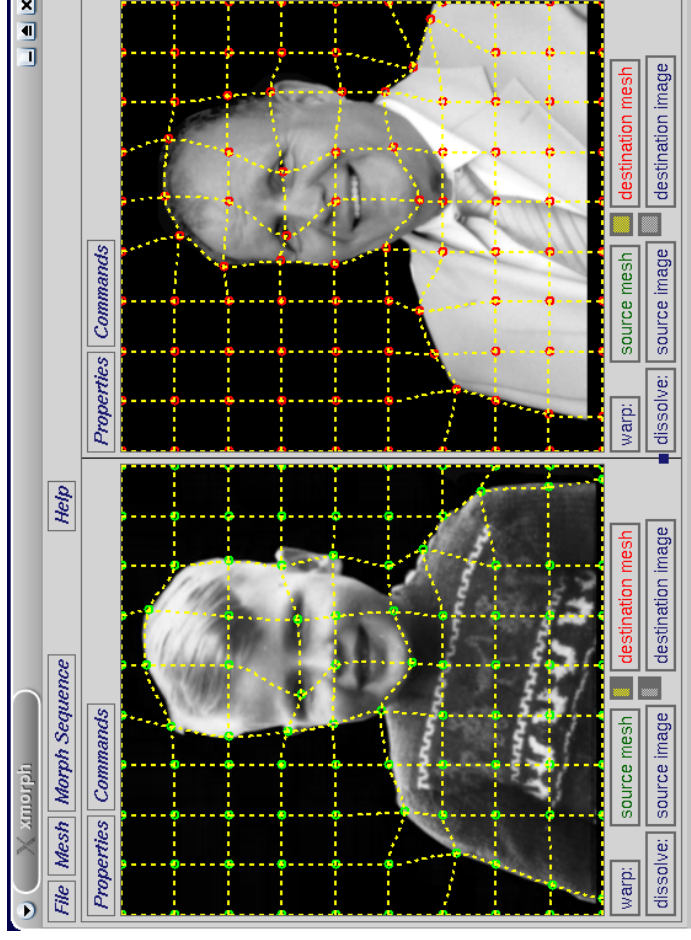 xmorph
File Mesh Morph Sequence Help
Properties Commands
warp: source mesh destination mesh
dissolve: source image destination image
Properties Commands
warp: source mesh destination mesh
dissolve: source image destination image